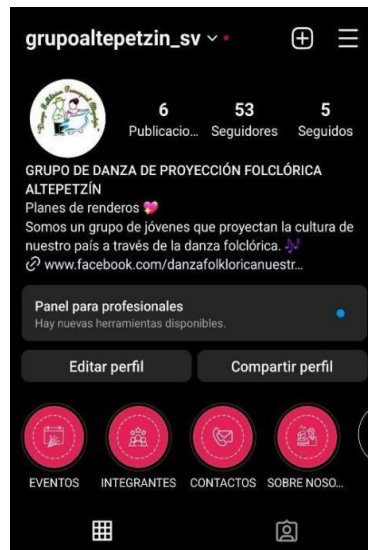 grupoaltepetzin_sv
6 53 5
Publicacio... Seguidores Seguidos
GRUPO DE DANZA DE PROYECCIÓN FOLCLÓRICA
ALTEPETZÍN
Planes de renderos 💖
Somos un grupo de jóvenes que proyectan la cultura de
nuestro país a través de la danza folclórica. 🎶
www.facebook.com/danzafolkloricanuestr...
Panel para profesionales
Hay nuevas herramientas disponibles.
Editar perfil Compartir perfil
EVENTOS INTEGRANTES CONTACTOS SOBRE NOSO...